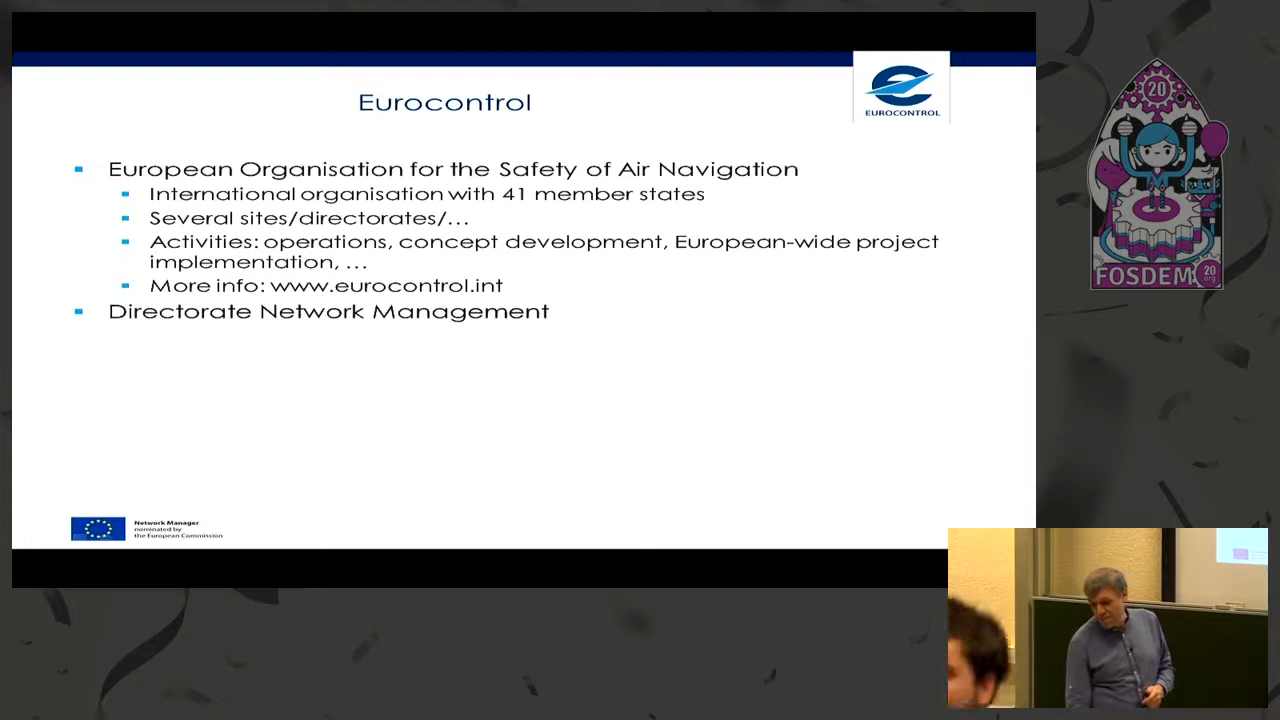 Eurocontrol
EUROCONTROL
European Organisation for the Safety of Air Navigation
International organisation with 41 member states
Several sites/directorates/...
Activities: operations, concept development, European-wide project
implementation, ...
More info: www.eurocontrol.int
Directorate Network Management
Network Manager
nominated by
the European Commission
20
FOSDEM
20
org